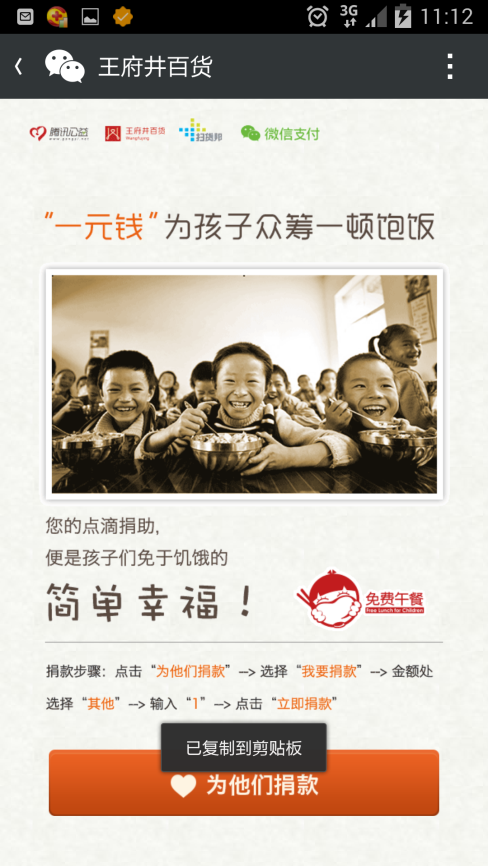 3G 11:12
王府井百货
腾讯公益 王府井百货 扫货邦 微信支付
“一元钱”为孩子众筹一顿饱饭
您的点滴捐助，
便是孩子们免于饥饿的
简单幸福！
免费午餐
Free Lunch for Children
捐款步骤：点击“为他们捐款”--> 选择“我要捐款”--> 金额处
选择“其他”--> 输入“1”--> 点击“立即捐款”
已复制到剪贴板
为他们捐款